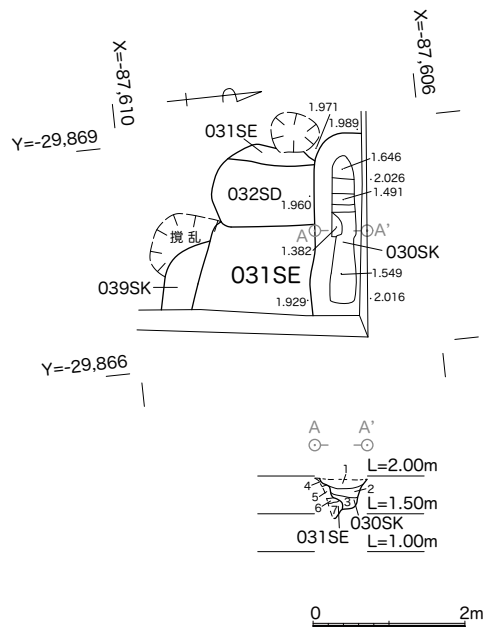 X=-87,610
X=-87,606
Y=-29,869
031SE
1.971
1.989
1.646
2.026
1.491
032SD
1.960
A
A'
撹乱
1.382
030SK
031SE
1.549
039SK
1.929
2.016
Y=-29,866
A
A'
L=2.00m
1
4
2
5
3
L=1.50m
6
7
030SK
031SE
L=1.00m
0
2m